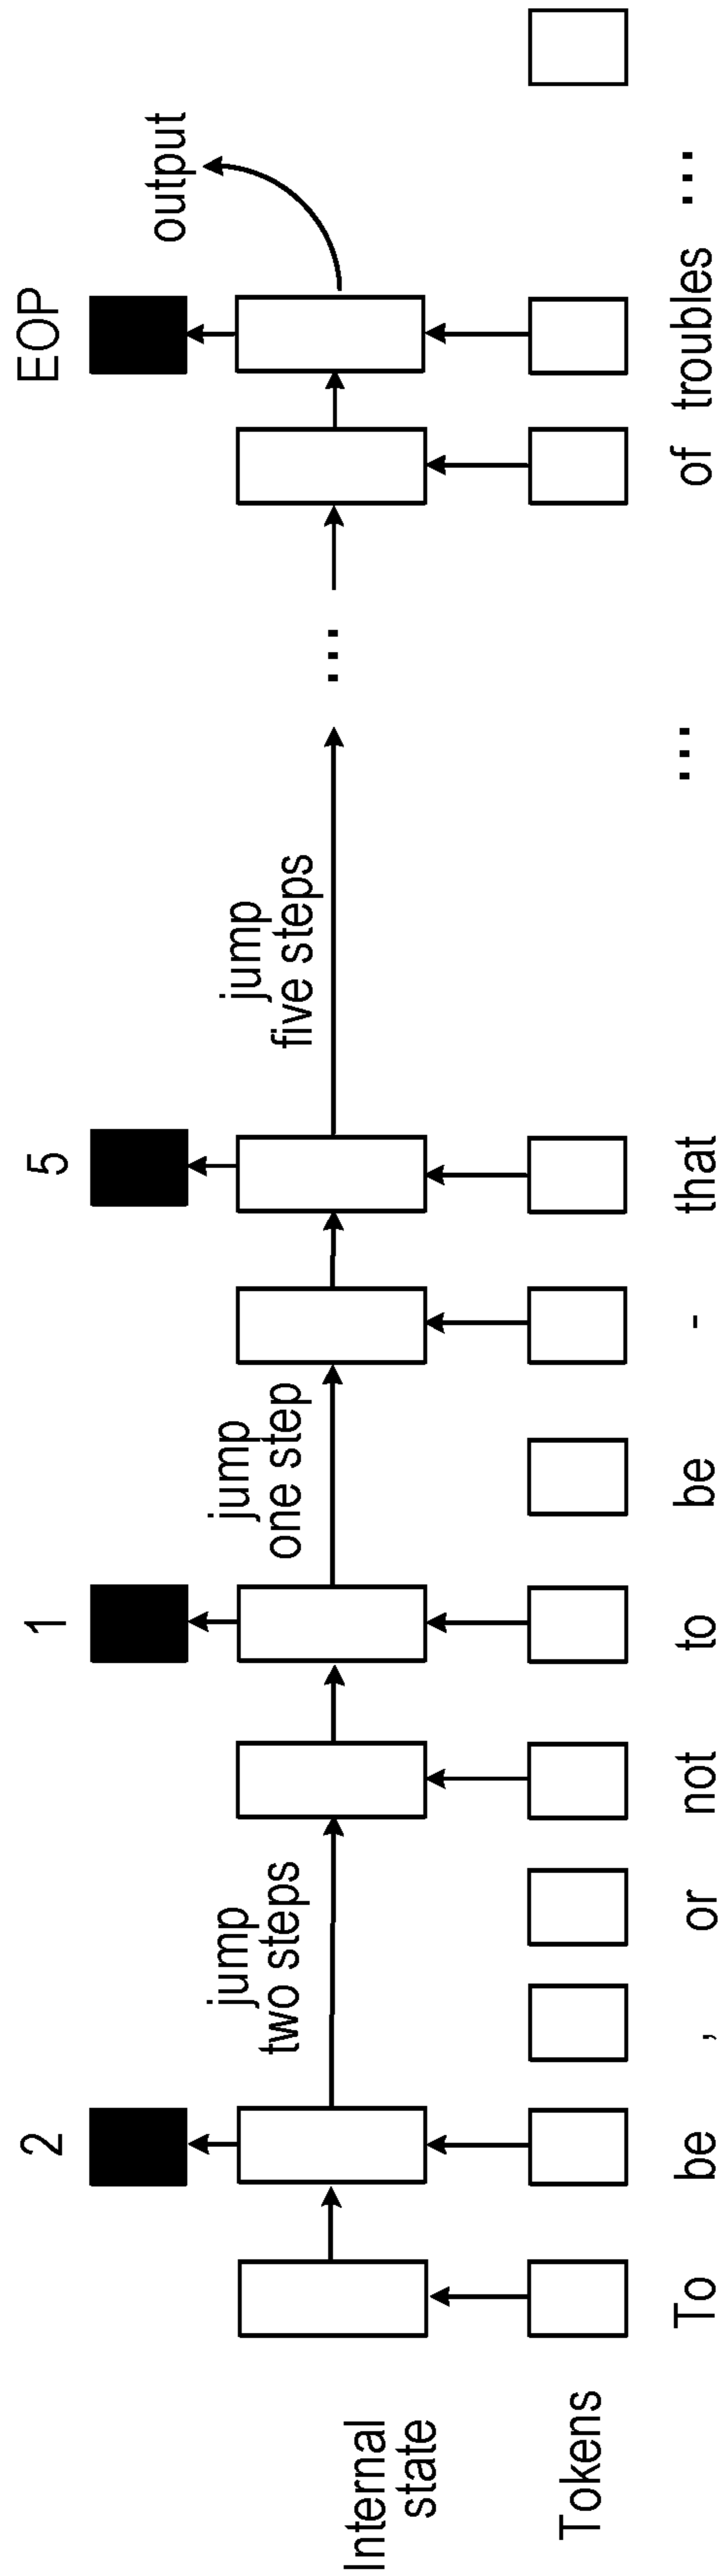 2 1 5 EOP
output
jump
two steps
jump
one step
jump
five steps
Internal
state
...
Tokens
To be , or not to be - that ... of troubles ...